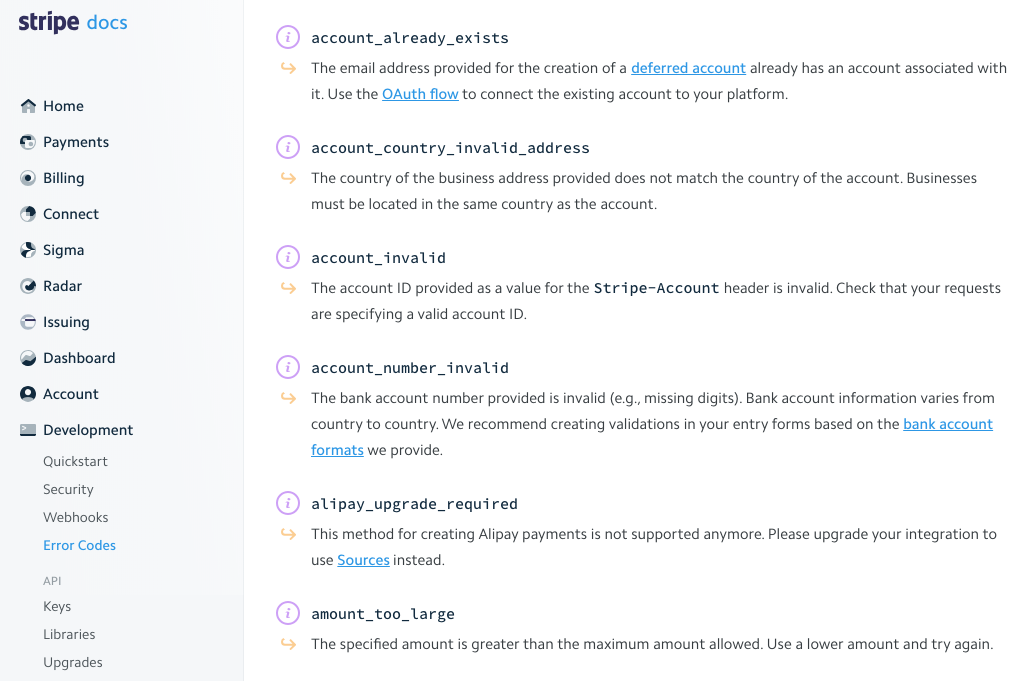 stripe docs
Home
Payments
Billing
Connect
Sigma
Radar
Issuing
Dashboard
Account
Development
Quickstart
Security
Webhooks
Error Codes
API
Keys
Libraries
Upgrades
account_already_exists
The email address provided for the creation of a deferred account already has an account associated with
it. Use the OAuth flow to connect the existing account to your platform.
account_country_invalid_address
The country of the business address provided does not match the country of the account. Businesses
must be located in the same country as the account.
account_invalid
The account ID provided as a value for the Stripe-Account header is invalid. Check that your requests
are specifying a valid account ID.
account_number_invalid
The bank account number provided is invalid (e.g., missing digits). Bank account information varies from
country to country. We recommend creating validations in your entry forms based on the bank account
formats we provide.
alipay_upgrade_required
This method for creating Alipay payments is not supported anymore. Please upgrade your integration to
use Sources instead.
amount_too_large
The specified amount is greater than the maximum amount allowed. Use a lower amount and try again.